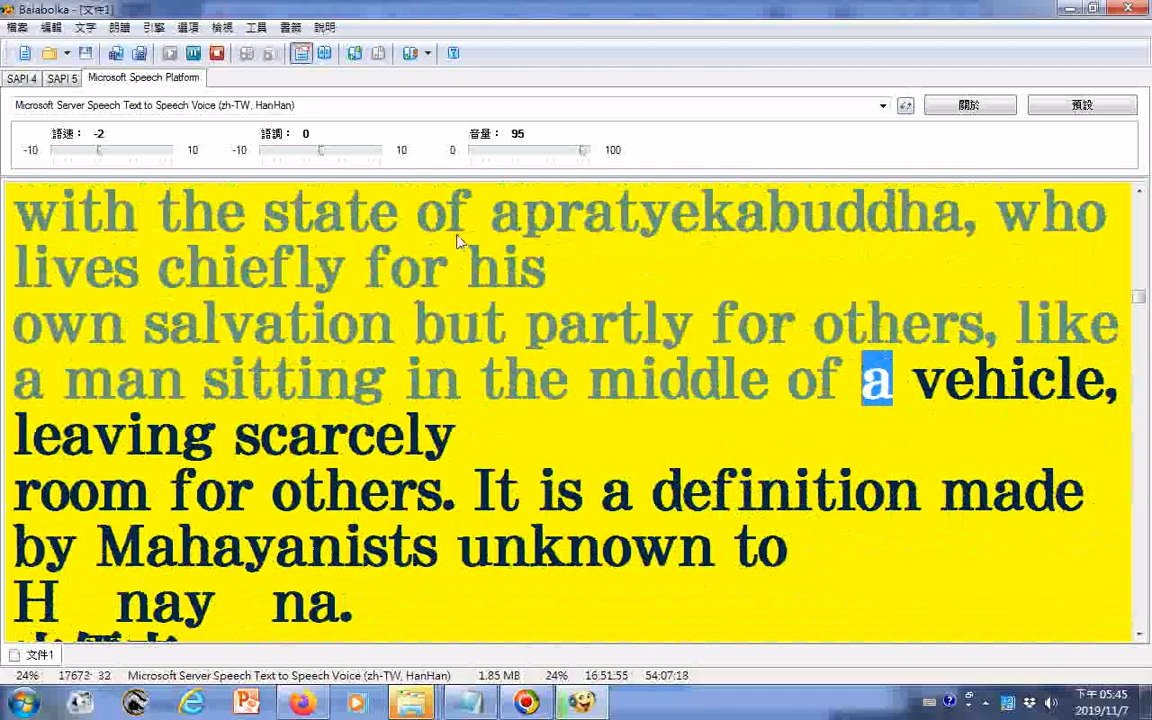 Balabolka - [文件1]
檔案 編輯 文字 朗讀 引擎 選項 檢視 工具 書籤 說明
SAPI 4 SAPI 5 Microsoft Speech Platform
Microsoft Server Speech Text to Speech Voice (zh-TW, HanHan) 關於 預設
語速： -2 語調： 0 音量： 95
-10 10 -10 10 0 100
with the state of apratyekabuddha, who
lives chiefly for his
own salvation but partly for others, like
a man sitting in the middle of a vehicle,
leaving scarcely
room for others. It is a definition made
by Mahayanists unknown to
H nay na.
文件1
24% 17673: 32 Microsoft Server Speech Text to Speech Voice (zh-TW, HanHan) 1.85 MB 24% 16:51:55 54:07:18
下午 05:45
2019/11/7